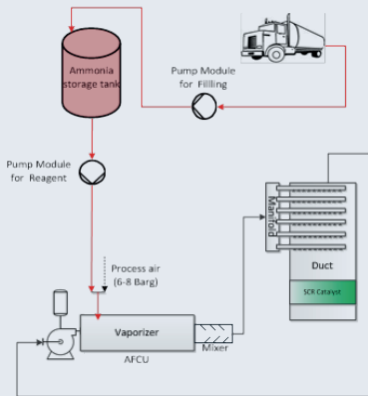 Ammonia
storage tank
Pump Module
for Fillling
Pump Module
for Reagent
Process air
(6-8 Barg)
Manifold
Duct
SCR Catalyst
Vaporizer
Mixer
AFCU